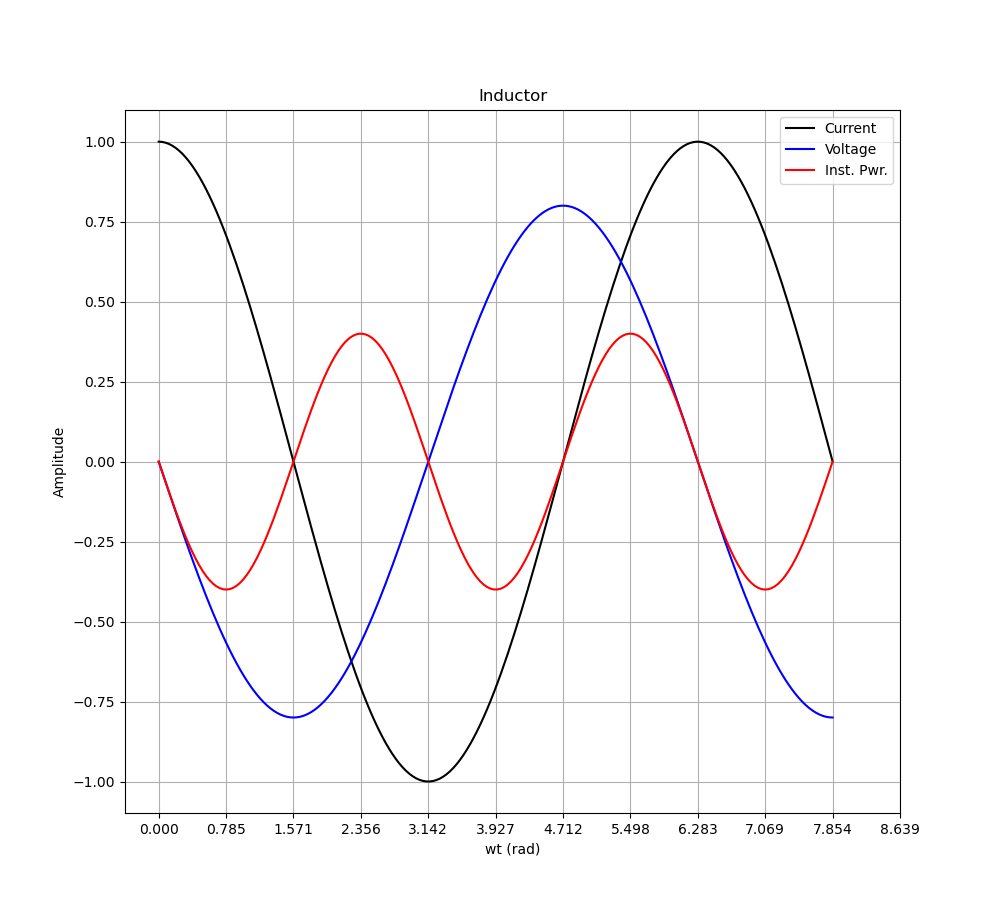 Inductor
Current
Voltage
Inst. Pwr.
1.00
0.75
0.50
0.25
0.00
−0.25
−0.50
−0.75
−1.00
Amplitude
0.000 0.785 1.571 2.356 3.142 3.927 4.712 5.498 6.283 7.069 7.854 8.639
wt (rad)